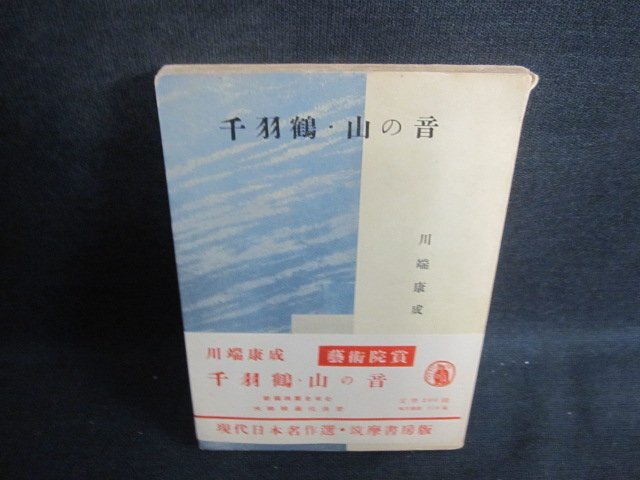 千羽鶴・山の音
川端康成
川端康成
藝術院賞
千羽鶴・山の音
現代日本名作選・筑摩書房版